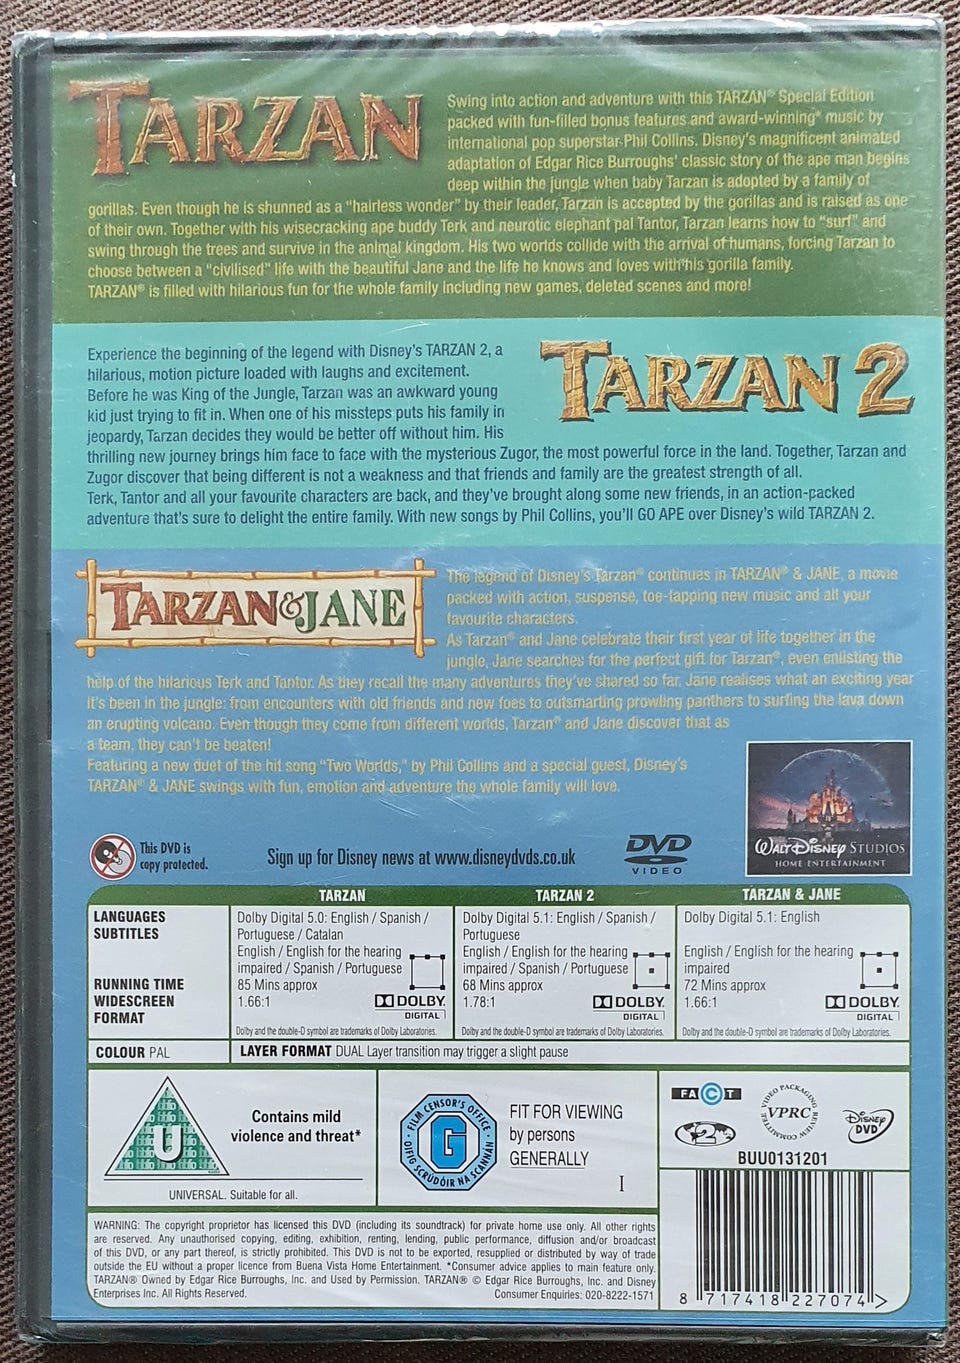 TARZAN
Swing into action and adventure with this TARZAN® Special Edition
packed with fun-filled bonus features and award-winning* music by
international pop superstar Phil Collins. Disney's magnificent animated
adaptation of Edgar Rice Burroughs' classic story of the ape man begins
deep within the jungle when baby Tarzan is adopted by a family of
gorillas. Even though he is shunned as a "hairless wonder" by their leader, Tarzan is accepted by the gorillas and is raised as one
of their own. Together with his wisecracking ape buddy Terk and neurotic elephant pal Tantor, Tarzan learns how to "surf" and
swing through the trees and survive in the animal kingdom. His two worlds collide with the arrival of humans, forcing Tarzan to
choose between a "civilised" life with the beautiful Jane and the life he knows and loves with his gorilla family.
TARZAN® is filled with hilarious fun for the whole family including new games, deleted scenes and more!
TARZAN 2
Experience the beginning of the legend with Disney's TARZAN 2, a
hilarious, motion picture loaded with laughs and excitement.
Before he was King of the Jungle, Tarzan was an awkward young
kid just trying to fit in. When one of his missteps puts his family in
jeopardy, Tarzan decides they would be better off without him. His
thrilling new journey brings him face to face with the mysterious Zugor, the most powerful force in the land. Together, Tarzan and
Zugor discover that being different is not a weakness and that friends and family are the greatest strength of all.
Terk, Tantor and all your favourite characters are back, and they've brought along some new friends, in an action-packed
adventure that's sure to delight the entire family. With new songs by Phil Collins, you'll GO APE over Disney's wild TARZAN 2.
TARZAN & JANE
The legend of Disney's Tarzan® continues in TARZAN® & JANE, a movie
packed with action, suspense, toe-tapping new music and all your
favourite characters.
As Tarzan® and Jane celebrate their first year of life together in the
jungle, Jane searches for the perfect gift for Tarzan®, even enlisting the
help of the hilarious Terk and Tantor. As they recall the many adventures they've shared so far, Jane realises what an exciting year
it's been in the jungle: from encounters with old friends and new foes to outsmarting prowling panthers to surfing the lava down
an erupting volcano. Even though they come from different worlds, Tarzan® and Jane discover that as
a team, they can't be beaten!
Featuring a new duet of the hit song "Two Worlds," by Phil Collins and a special guest, Disney's
TARZAN® & JANE swings with fun, emotion and adventure the whole family will love.
WALT DISNEY STUDIOS
HOME ENTERTAINMENT
This DVD is
copy protected.
Sign up for Disney news at www.disneydvds.co.uk
DVD
VIDEO
TARZAN TARZAN 2 TARZAN & JANE
LANGUAGES
SUBTITLES
RUNNING TIME
WIDESCREEN
FORMAT
Dolby Digital 5.0: English / Spanish /
Portuguese / Catalan
English / English for the hearing
impaired / Spanish / Portuguese
85 Mins approx
1.66:1
DOLBY
DIGITAL
Dolby and the double-D symbol are trademarks of Dolby Laboratories.
Dolby Digital 5.1: English / Spanish /
Portuguese
English / English for the hearing
impaired / Spanish / Portuguese
68 Mins approx
1.78:1
DOLBY
DIGITAL
Dolby and the double-D symbol are trademarks of Dolby Laboratories.
Dolby Digital 5.1: English
English / English for the hearing
impaired
72 Mins approx
1.66:1
DOLBY
DIGITAL
Dolby and the double-D symbol are trademarks of Dolby Laboratories.
COLOUR PAL
LAYER FORMAT DUAL Layer transition may trigger a slight pause
U
Contains mild
violence and threat*
UNIVERSAL. Suitable for all.
FILM CENSOR'S OFFICE
OIFIG SCRÚDÓIR NA SCANNÁN
G
FIT FOR VIEWING
by persons
GENERALLY
I
FACT
2
VIDEO PACKAGING REVIEW COMMITTEE
VPRC
DISNEY
DVD
BUU0131201
WARNING: The copyright proprietor has licensed this DVD (including its soundtrack) for private home use only. All other rights
are reserved. Any unauthorised copying, editing, exhibition, renting, lending, public performance, diffusion and/or broadcast
of this DVD, or any part thereof, is strictly prohibited. This DVD is not to be exported, resupplied or distributed by way of trade
outside the EU without a proper licence from Buena Vista Home Entertainment. *Consumer advice applies to main feature only.
TARZAN® Owned by Edgar Rice Burroughs, Inc. and Used by Permission. TARZAN® © Edgar Rice Burroughs, Inc. and Disney
Enterprises Inc. All Rights Reserved. Consumer Enquiries: 020-8222-1571
8 717418 227074 >